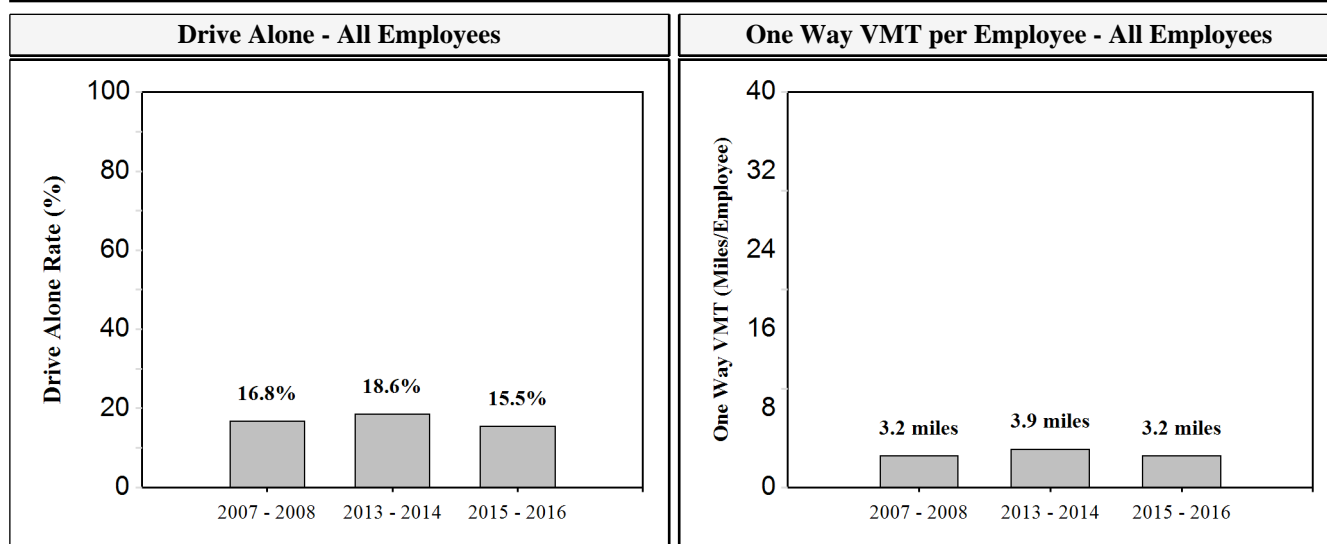 Drive Alone - All Employees
One Way VMT per Employee - All Employees
Drive Alone Rate (%)
100
80
60
40
20
0
16.8%
18.6%
15.5%
2007 - 2008
2013 - 2014
2015 - 2016
One Way VMT (Miles/Employee)
40
32
24
16
8
0
3.2 miles
3.9 miles
3.2 miles
2007 - 2008
2013 - 2014
2015 - 2016